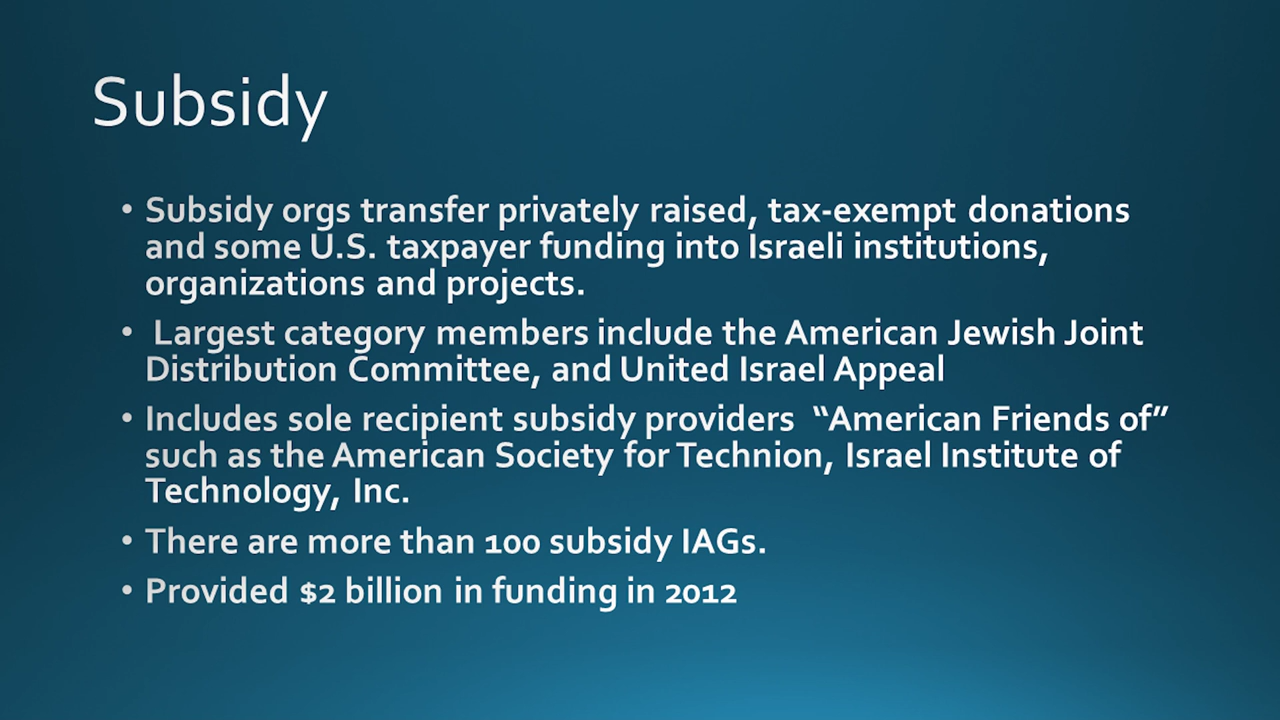 Subsidy
• Subsidy orgs transfer privately raised, tax-exempt donations
and some U.S. taxpayer funding into Israeli institutions,
organizations and projects.
• Largest category members include the American Jewish Joint
Distribution Committee, and United Israel Appeal
• Includes sole recipient subsidy providers “American Friends of”
such as the American Society for Technion, Israel Institute of
Technology, Inc.
• There are more than 100 subsidy IAGs.
• Provided $2 billion in funding in 2012